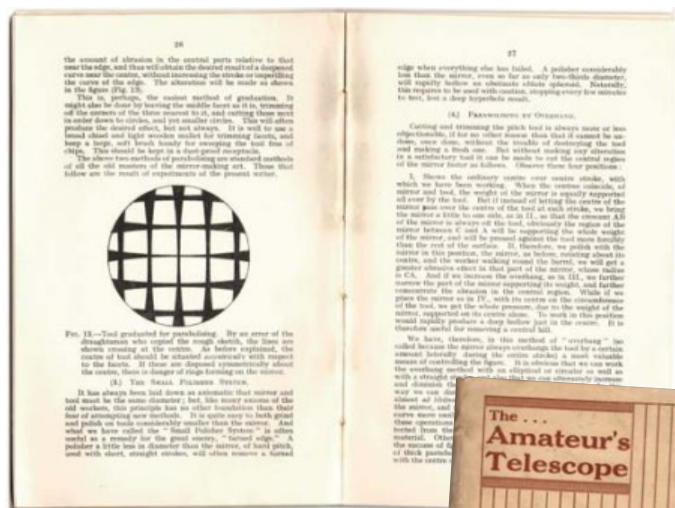 26
the amount of abrasion in the central parts relative to that
near the edge, and thus will obtain the desired result of a deepened
curve near the centre, without increasing the stroke or imperilling
the curve of the edge. The alteration will be made as shown
in the figure (Fig. 13).
This is, perhaps, the easiest method of graduation. It
might also be done by leaving the middle facet as it is, trimming
off the corners of the three nearest to it, and cutting those next
in order down to circles, and yet smaller circles. This will often
produce the desired effect, but not always. It is well to use a
broad chisel and light wooden mallet for trimming facets, and
keep a large, soft brush handy for sweeping the tool free of
chips. This should be kept in a dust-proof receptacle.
The above two methods of parabolising are standard methods
of all the old masters of the mirror-making art. Those that
follow are the result of experiments of the present writer.
FIG. 13.—Tool graduated for parabolising. By an error of the
draughtsman who copied the rough sketch, the lines are
shown crossing at the centre. As before explained, the
centre of tool should be situated eccentrically with respect
to the facets. If these are disposed symmetrically about
the centre, there is danger of rings forming on the mirror.
(3.) THE SMALL POLISHER SYSTEM.
It has always been laid down as axiomatic that mirror and
tool must be the same diameter; but, like many axioms of the
old workers, this principle has no other foundation than their
fear of attempting new methods. It is quite easy to both grind
and polish on tools considerably smaller than the mirror. And
what we have called the "Small Polisher System" is often
useful as a remedy for the great enemy, "turned edge." A
polisher a little less in diameter than the mirror, of hard pitch,
used with short, straight strokes, will often remove a turned
27
edge when everything else has failed. A polisher considerably
less than the mirror, even so far as only two-thirds diameter,
will rapidly hollow an obstinate oblate spheroid. Naturally,
this requires to be used with caution, stopping every few minutes
to test, lest a deep hyperbola result.
(4.) PARABOLISING BY OVERHANG.
Cutting and trimming the pitch tool is always more or less
objectionable, if for no other reason than that it cannot be un-
done, once done, without the trouble of destroying the tool
and making a fresh one. But without making any alteration
in a satisfactory tool it can be made to cut the central region
of the mirror faster as follows. Observe these four positions:
I. Shows the ordinary centre over centre stroke, with
which we have been working. When the centres coincide, of
mirror and tool, the weight of the mirror is equally supported
all over by the tool. But if instead of letting the centre of the
mirror pass over the centre of the tool at each stroke, we bring
the mirror a little to one side, as in II., so that the crescent AB
of the mirror is always off the tool, obviously the region of the
mirror between C and A will be supporting the whole weight
of the mirror, and will be pressed against the tool more forcibly
than the rest of the surface. If, therefore, we polish with the
mirror in this position, the mirror, as before, rotating about its
centre, and the worker walking round the barrel, we will get a
greater abrasive effect in that part of the mirror, whose radius
is CA. And if we increase the overhang, as in III., we further
narrow the part of the mirror supporting its weight, and further
concentrate the abrasion in the central region. While if we
place the mirror as in IV., with its centre on the circumference
of the tool, we get the whole pressure, due to the weight of the
mirror, supported on its centre alone. To work in this position
would rapidly produce a deep hollow just in the centre. It is
therefore useful for removing a central hill.
We have, therefore, in this method of "overhang" (so
called because the mirror always overhangs the tool by a certain
amount laterally during the entire stroke) a most valuable
means of controlling the figure. It is obvious that we can work
the overhang method with an elliptical or circular as well as
with a straight stroke, and also that we can alternately increase
and diminish the
way we can
almost ad
the mirror, and
curve more
these operations
material. Other
the success of
of thick
with the centre
The . . .
Amateur's
Telescope